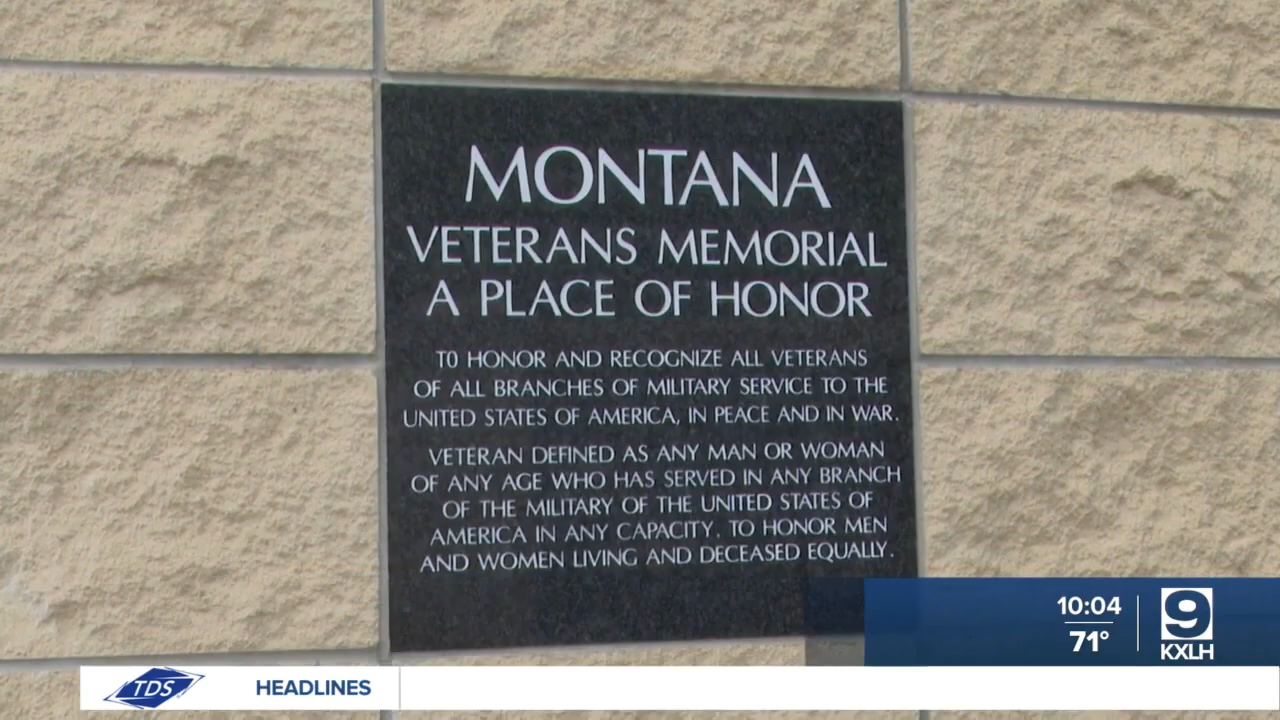 MONTANA
VETERANS MEMORIAL
A PLACE OF HONOR
TO HONOR AND RECOGNIZE ALL VETERANS
OF ALL BRANCHES OF MILITARY SERVICE TO THE
UNITED STATES OF AMERICA, IN PEACE AND IN WAR.
VETERAN DEFINED AS ANY MAN OR WOMAN
OF ANY AGE WHO HAS SERVED IN ANY BRANCH
OF THE MILITARY OF THE UNITED STATES OF
AMERICA IN ANY CAPACITY. TO HONOR MEN
AND WOMEN LIVING AND DECEASED EQUALLY.
10:04
71°
9
KXLH
TDS
HEADLINES